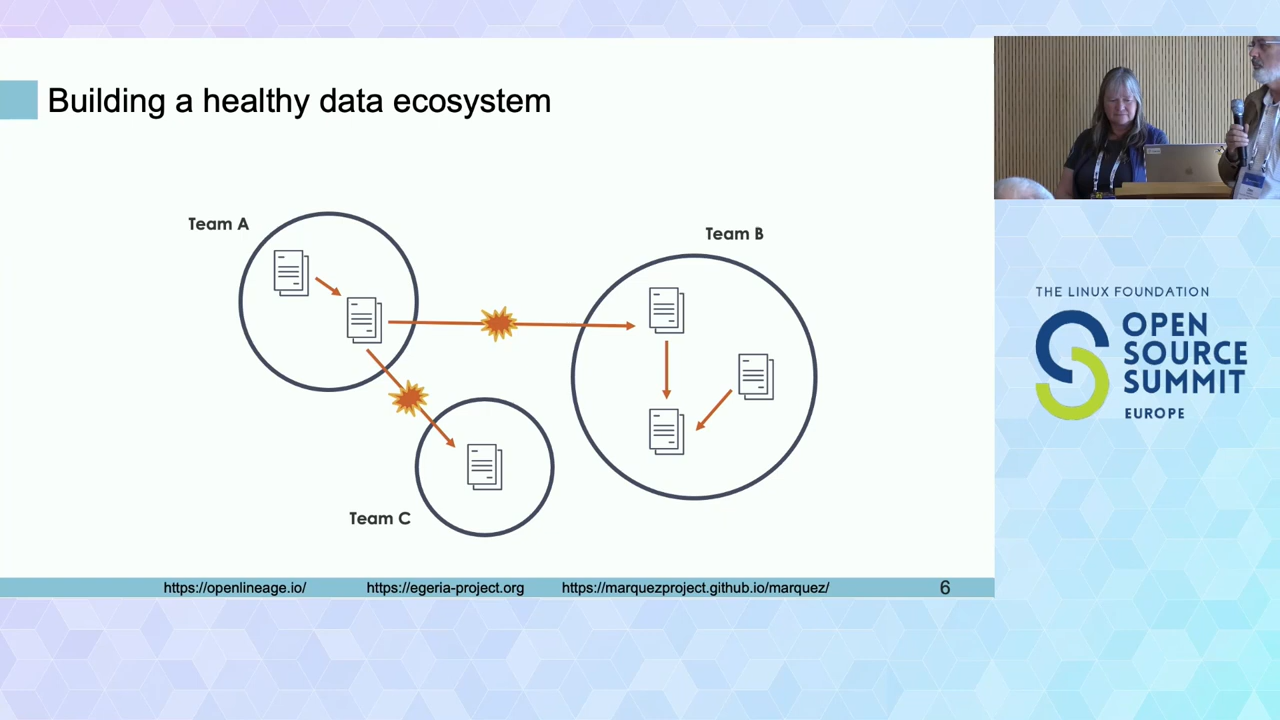 Building a healthy data ecosystem
Team A
Team B
Team C
https://openlineage.io/
https://egeria-project.org
https://marquezproject.github.io/marquez/
6
THE LINUX FOUNDATION
OPEN
SOURCE
SUMMIT
EUROPE